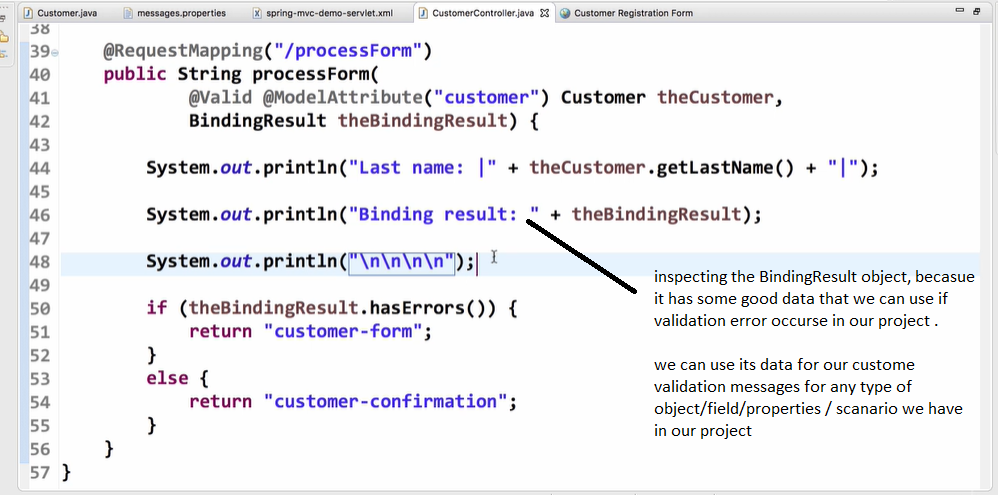 Customer.java messages.properties spring-mvc-demo-servlet.xml CustomerController.java Customer Registration Form
38
39 @RequestMapping("/processForm")
40 public String processForm(
41 @Valid @ModelAttribute("customer") Customer theCustomer,
42 BindingResult theBindingResult) {
43
44 System.out.println("Last name: |" + theCustomer.getLastName() + "|");
45
46 System.out.println("Binding result: " + theBindingResult);
47
48 System.out.println("\n\n\n\n");
49
50 if (theBindingResult.hasErrors()) {
51 return "customer-form";
52 }
53 else {
54 return "customer-confirmation";
55 }
56 }
57 }
inspecting the BindingResult object, becasue
it has some good data that we can use if
validation error occurse in our project .
we can use its data for our custome
validation messages for any type of
object/field/properties / scanario we have
in our project